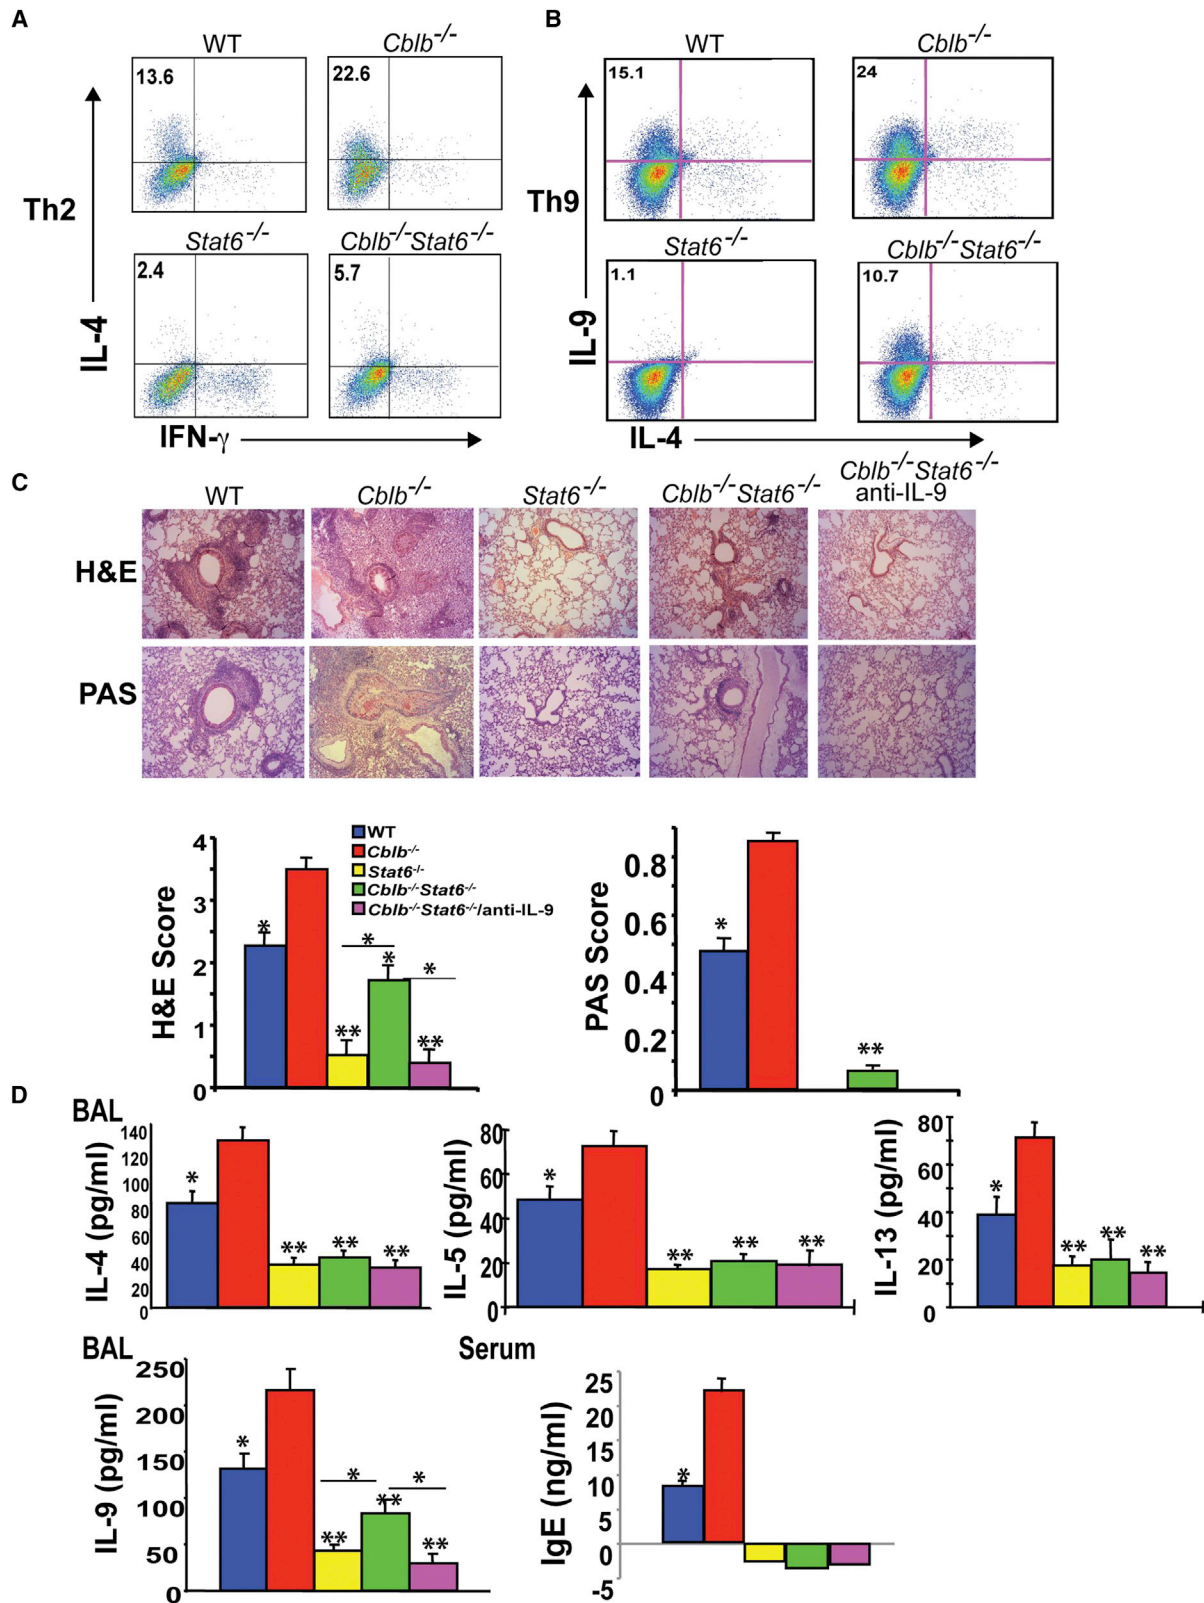 A
WT
Cblb-/-
13.6
22.6
Th2
Stat6-/-
Cblb-/-Stat6-/-
2.4
5.7
IL-4
IFN-γ
B
WT
Cblb-/-
15.1
24
Th9
Stat6-/-
Cblb-/-Stat6-/-
1.1
10.7
IL-9
IL-4
C
WT
Cblb-/-
Stat6-/-
Cblb-/-Stat6-/-
Cblb-/-Stat6-/-
anti-IL-9
H&E
PAS
H&E Score
4
3
2
1
0
*
**
*
*
*
**
WT
Cblb-/-
Stat6-/-
Cblb-/-Stat6-/-
Cblb-/-Stat6-/-/anti-IL-9
PAS Score
0.8
0.6
0.4
0.2
0
*
**
D
BAL
IL-4 (pg/ml)
140
120
100
80
60
40
20
0
*
**
**
**
IL-5 (pg/ml)
80
60
40
20
0
*
**
**
**
IL-13 (pg/ml)
80
60
40
20
0
*
**
**
**
BAL
IL-9 (pg/ml)
250
200
150
100
50
0
*
**
*
**
*
**
Serum
IgE (ng/ml)
25
20
15
10
5
0
-5
*